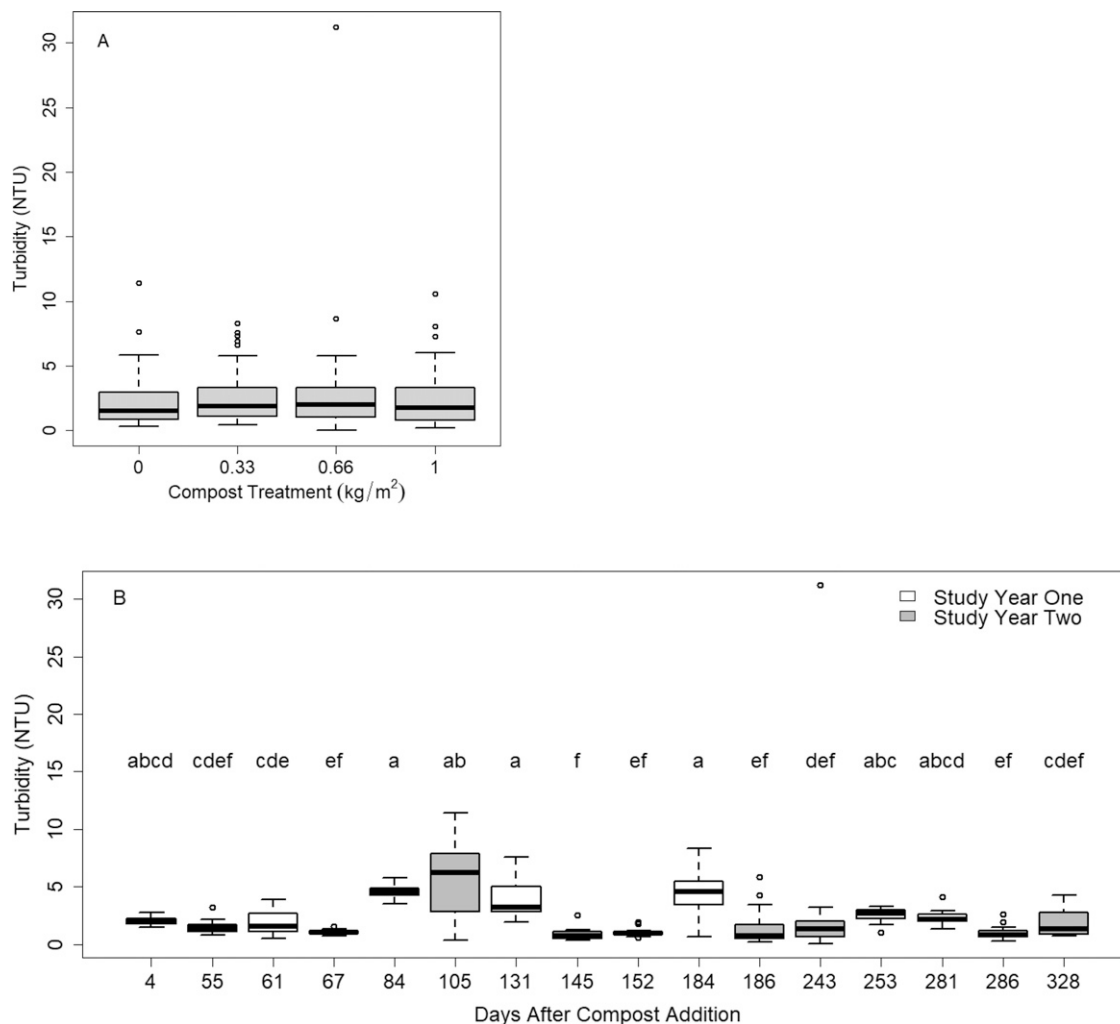 A
30
25
20
15
10
5
0
Turbidity (NTU)
0 0.33 0.66 1
Compost Treatment (kg/m²)
B
Study Year One
Study Year Two
30
25
20
15
10
5
0
Turbidity (NTU)
abcd cdef cde ef a ab a f ef a ef def abc abcd ef cdef
4 55 61 67 84 105 131 145 152 184 186 243 253 281 286 328
Days After Compost Addition